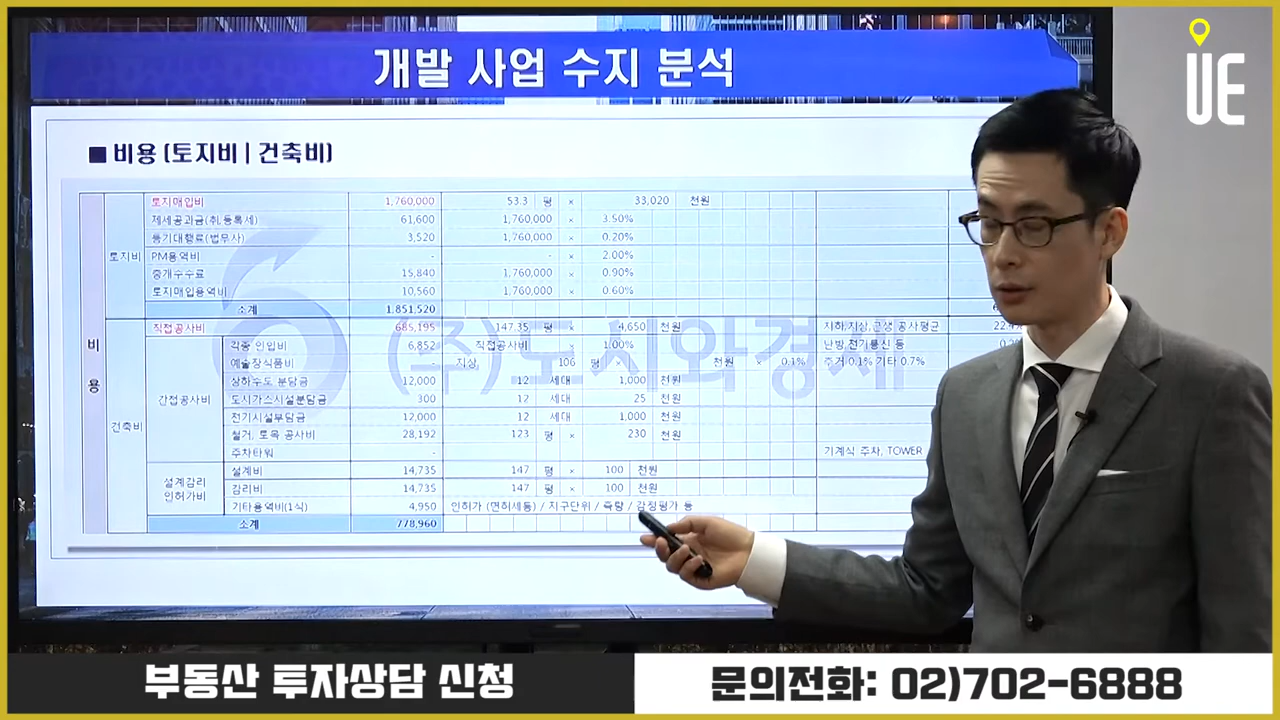 개발 사업 수지 분석
UE
■ 비용 (토지비 | 건축비)
비용
토지비
토지매입비 1,760,000 53.3 평 × 33,020 천원
제세공과금(취,등록세) 61,600 1,760,000 × 3.50%
등기대행료(법무사) 3,520 1,760,000 × 0.20%
PM용역비 - - × 2.00%
중개수수료 15,840 1,760,000 × 0.90%
토지매입용역비 10,560 1,760,000 × 0.60%
소계 1,851,520
건축비
직접공사비 685,195 147.35 평 × 4,650 천원 지하,지상,근생 공사평균
간접공사비
각종 인입비 6,852 직접공사비 × 1.00% 난방,전기통신 등
예술장식품비 - 지상 106 평 × 천원 × 0.1% 주거 0.1% 기타 0.7%
상하수도 분담금 12,000 12 세대 1,000 천원
도시가스시설분담금 300 12 세대 25 천원
전기시설부담금 12,000 12 세대 1,000 천원
철거, 토목 공사비 28,192 123 평 × 230 천원
주차타워 - 기계식 주차, TOWER
설계감리
인허가비
설계비 14,735 147 평 × 100 천원
감리비 14,735 147 평 × 100 천원
기타용역비(1식) 4,950 인허가 (면허세등) / 지구단위 / 측량 / 감정평가 등
소계 778,960
(주)도시와경제
부동산 투자상담 신청
문의전화: 02)702-6888